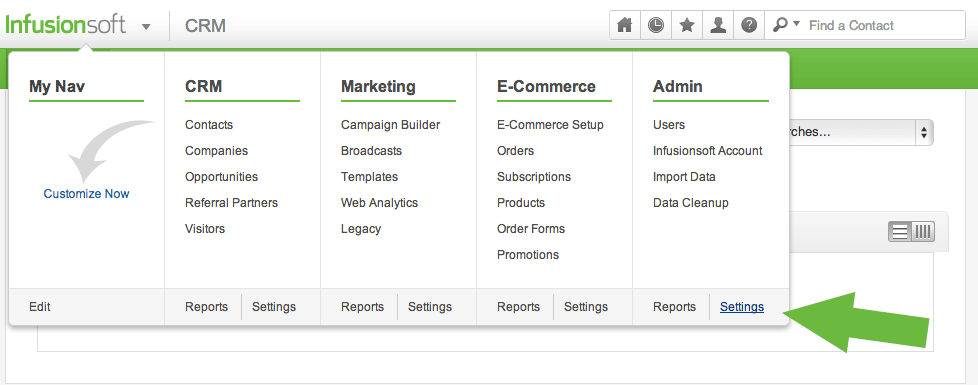 Infusionsoft CRM Find a Contact
My Nav CRM Marketing E-Commerce Admin
Contacts Campaign Builder E-Commerce Setup Users
Companies Broadcasts Orders Infusionsoft Account
Opportunities Templates Subscriptions Import Data
Customize Now Referral Partners Web Analytics Products Data Cleanup
Visitors Legacy Order Forms
Promotions
Edit Reports Settings Reports Settings Reports Settings Reports Settings